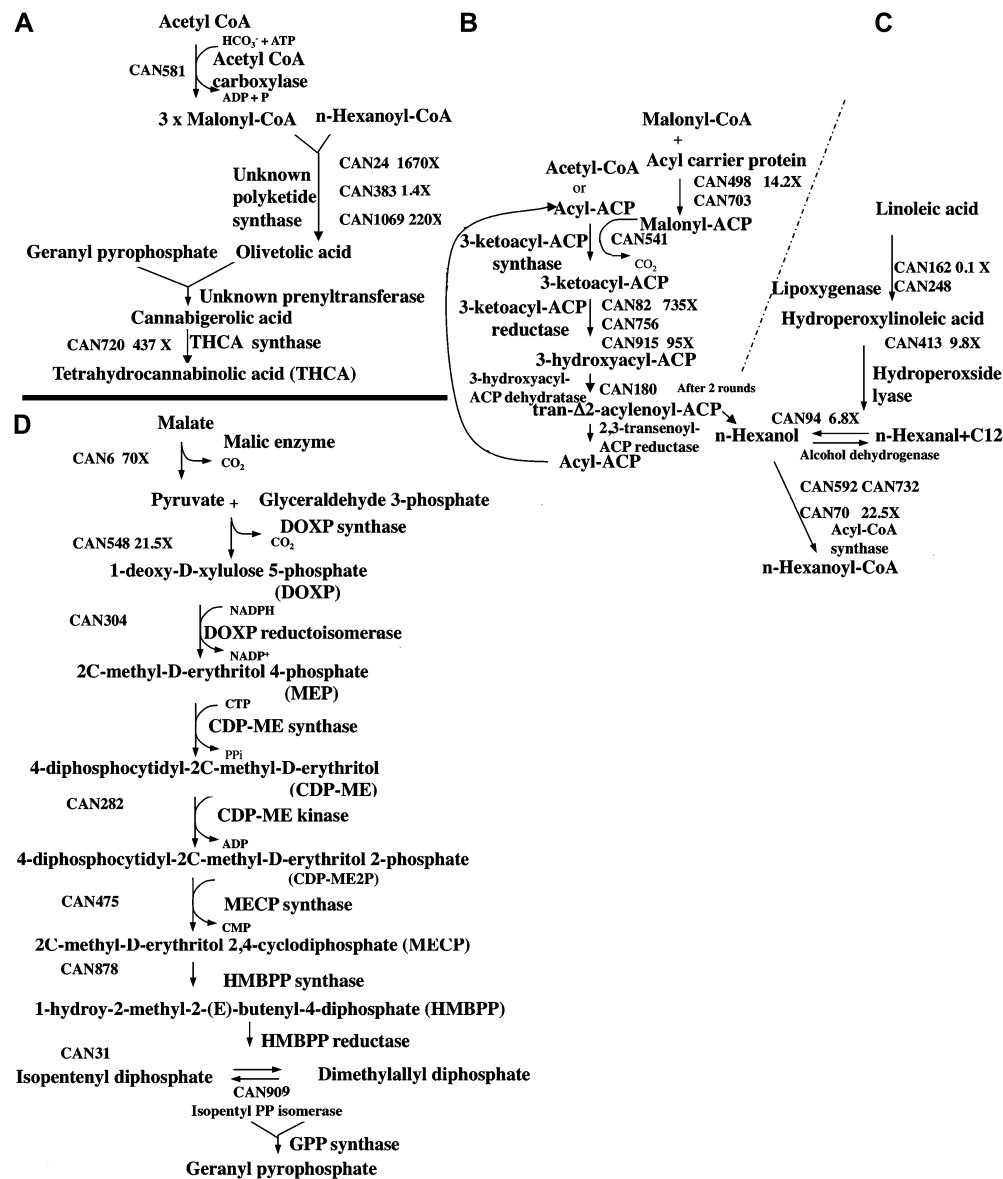 A
Acetyl CoA
HCO3- + ATP
CAN581
Acetyl CoA
carboxylase
ADP + P
3 x Malonyl-CoA
n-Hexanoyl-CoA
Unknown
polyketide
synthase
CAN24 1670X
CAN383 1.4X
CAN1069 220X
Geranyl pyrophosphate
Olivetolic acid
Unknown prenyltransferase
Cannabigerolic acid
CAN720 437 X
THCA synthase
Tetrahydrocannabinolic acid (THCA)
B
Malonyl-CoA
+
Acyl carrier protein
CAN498 14.2X
CAN703
Acetyl-CoA
or
Acyl-ACP
Malonyl-ACP
3-ketoacyl-ACP
synthase
CAN541
CO2
3-ketoacyl-ACP
3-ketoacyl-ACP
reductase
CAN82 735X
CAN756
CAN915 95X
3-hydroxyacyl-ACP
3-hydroxyacyl-
ACP dehydratase
CAN180
After 2 rounds
tran-Δ2-acylenoyl-ACP
2,3-transenoyl-
ACP reductase
Acyl-ACP
C
Linoleic acid
Lipoxygenase
CAN162 0.1 X
CAN248
Hydroperoxylinoleic acid
CAN413 9.8X
Hydroperoxside
lyase
CAN94 6.8X
n-Hexanol
n-Hexanal+C12
Alcohol dehydrogenase
CAN592 CAN732
CAN70 22.5X
Acyl-CoA
synthase
n-Hexanoyl-CoA
D
Malate
Malic enzyme
CAN6 70X
CO2
Pyruvate + Glyceraldehyde 3-phosphate
DOXP synthase
CAN548 21.5X
CO2
1-deoxy-D-xylulose 5-phosphate
(DOXP)
NADPH
CAN304
DOXP reductoisomerase
NADP+
2C-methyl-D-erythritol 4-phosphate
(MEP)
CTP
CDP-ME synthase
PPi
4-diphosphocytidyl-2C-methyl-D-erythritol
(CDP-ME)
CAN282
CDP-ME kinase
ADP
4-diphosphocytidyl-2C-methyl-D-erythritol 2-phosphate
(CDP-ME2P)
CAN475
MECP synthase
CMP
2C-methyl-D-erythritol 2,4-cyclodiphosphate (MECP)
CAN878
HMBPP synthase
1-hydroy-2-methyl-2-(E)-butenyl-4-diphosphate (HMBPP)
HMBPP reductase
CAN31
Isopentenyl diphosphate
Dimethylallyl diphosphate
CAN909
Isopentyl PP isomerase
GPP synthase
Geranyl pyrophosphate